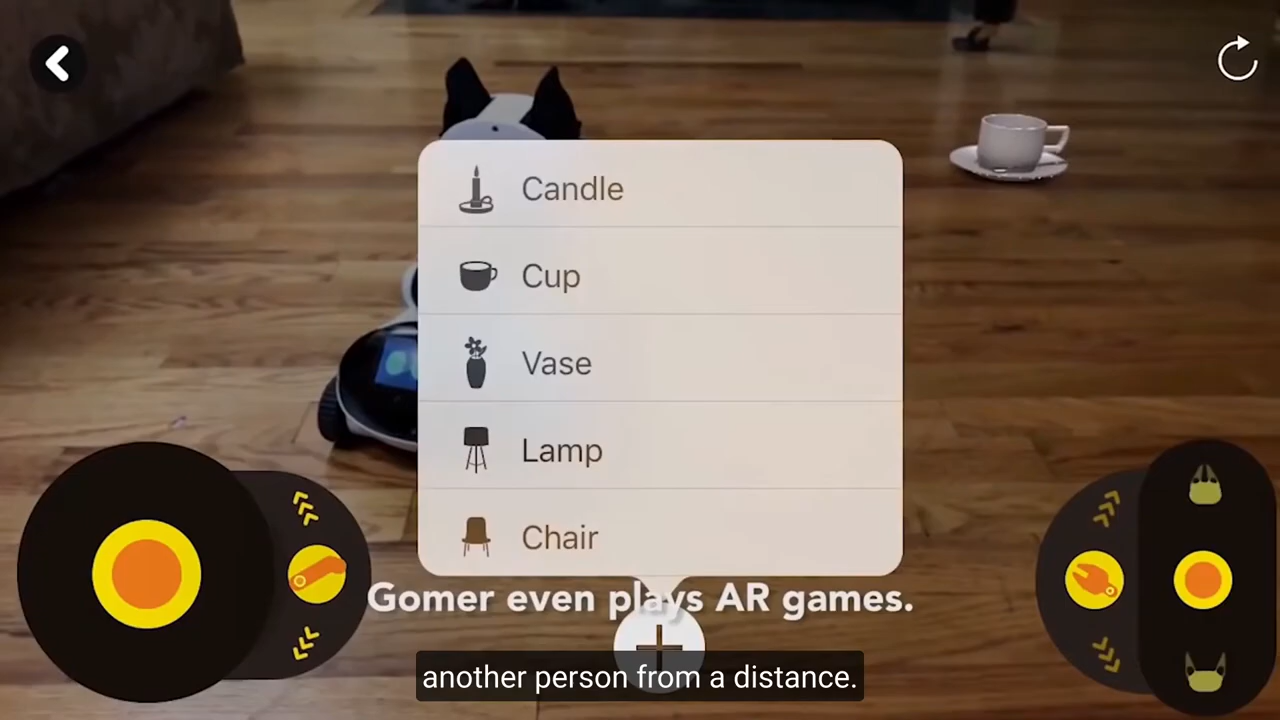 Candle
Cup
Vase
Lamp
Chair
Gomer even plays AR games.
another person from a distance.